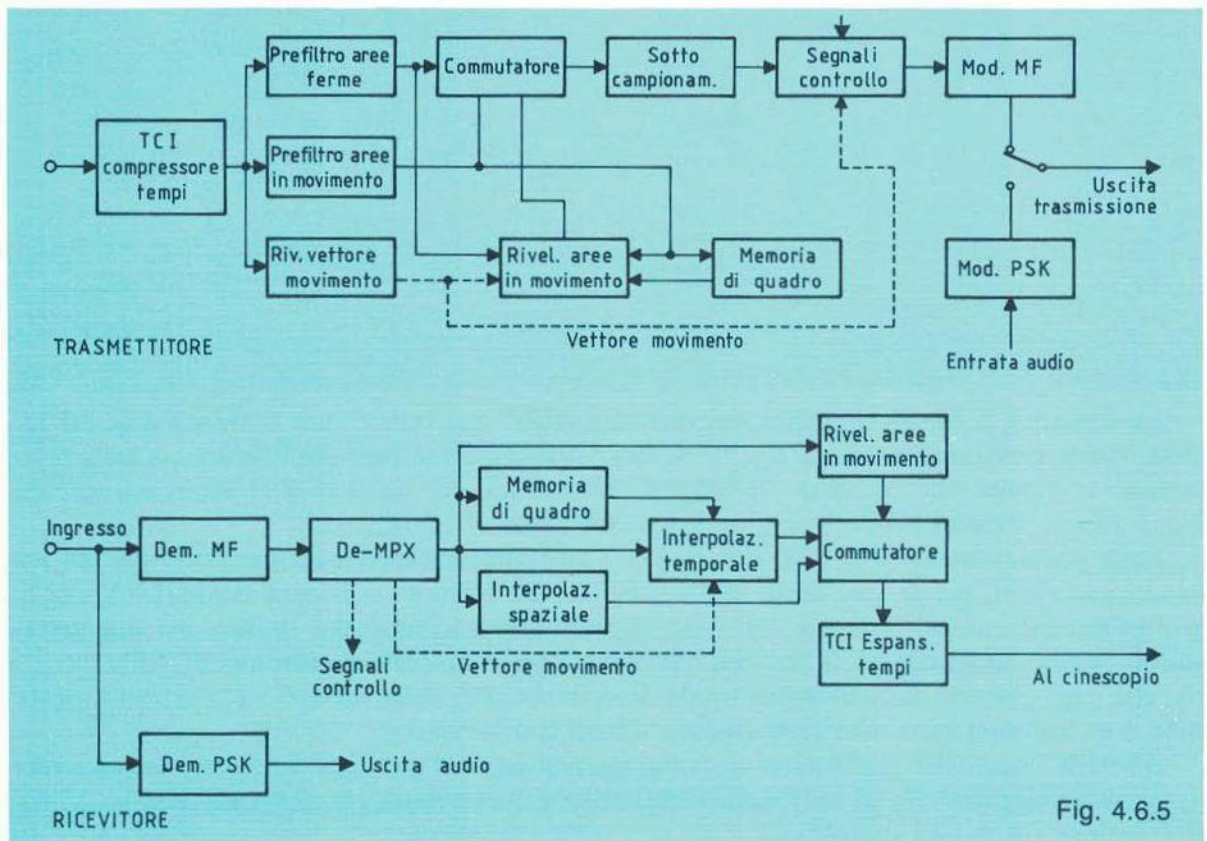 Prefiltro aree
ferme
Commutatore
Sotto
campionam.
Segnali
controllo
Mod. MF
TCI
compressore
tempi
Prefiltro aree
in movimento
Uscita
trasmissione
Riv. vettore
movimento
Rivel. aree
in movimento
Memoria
di quadro
Mod. PSK
Vettore movimento
TRASMETTITORE
Entrata audio
Rivel. aree
in movimento
Memoria
di quadro
Ingresso
Dem. MF
De-MPX
Interpolaz.
temporale
Commutatore
Interpolaz.
spaziale
Segnali
controllo
Vettore movimento
TCI Espans.
tempi
Al cinescopio
Dem. PSK
Uscita audio
RICEVITORE
Fig. 4.6.5